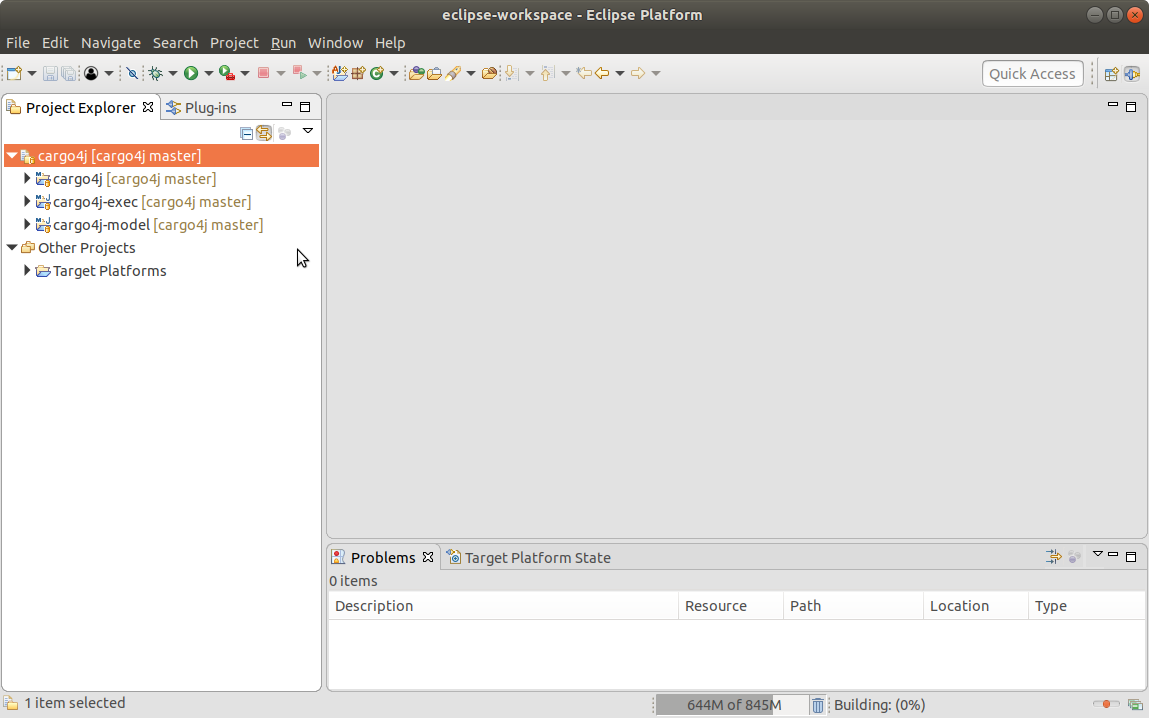 eclipse-workspace - Eclipse Platform
File Edit Navigate Search Project Run Window Help
Quick Access
Project Explorer Plug-ins
cargo4j [cargo4j master]
cargo4j [cargo4j master]
cargo4j-exec [cargo4j master]
cargo4j-model [cargo4j master]
Other Projects
Target Platforms
Problems Target Platform State
0 items
Description Resource Path Location Type
1 item selected 644M of 845M Building: (0%)